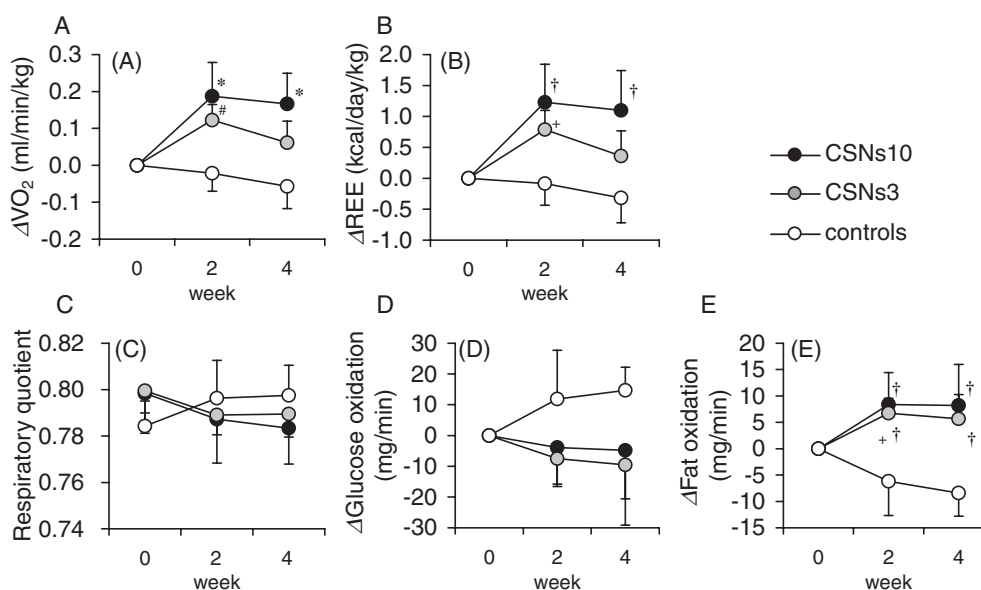 A
(A)
ΔVO2 (ml/min/kg)
0.3
0.2
0.1
0.0
-0.1
-0.2
*
*
#
0 2 4
week
B
(B)
ΔREE (kcal/day/kg)
2.0
1.5
1.0
0.5
0.0
-0.5
-1.0
†
†
+
0 2 4
week
CSNs10
CSNs3
controls
C
(C)
Respiratory quotient
0.82
0.80
0.78
0.76
0.74
0 2 4
week
D
(D)
ΔGlucose oxidation
(mg/min)
30
20
10
0
-10
-20
-30
0 2 4
week
E
(E)
ΔFat oxidation
(mg/min)
20
15
10
5
0
-5
-10
-15
†
†
+ †
†
0 2 4
week